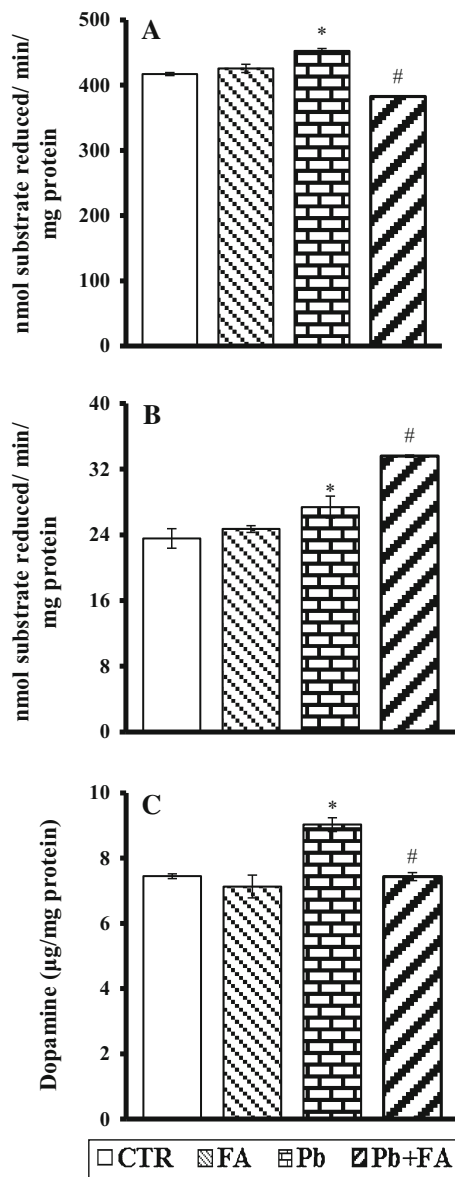 A
nmol substrate reduced/ min/
mg protein
500
400
300
200
100
0
*
#
B
nmol substrate reduced/ min/
mg protein
40
32
24
16
8
0
*
#
C
Dopamine (µg/mg protein)
10
8
6
4
2
0
*
#
CTR FA Pb Pb+FA